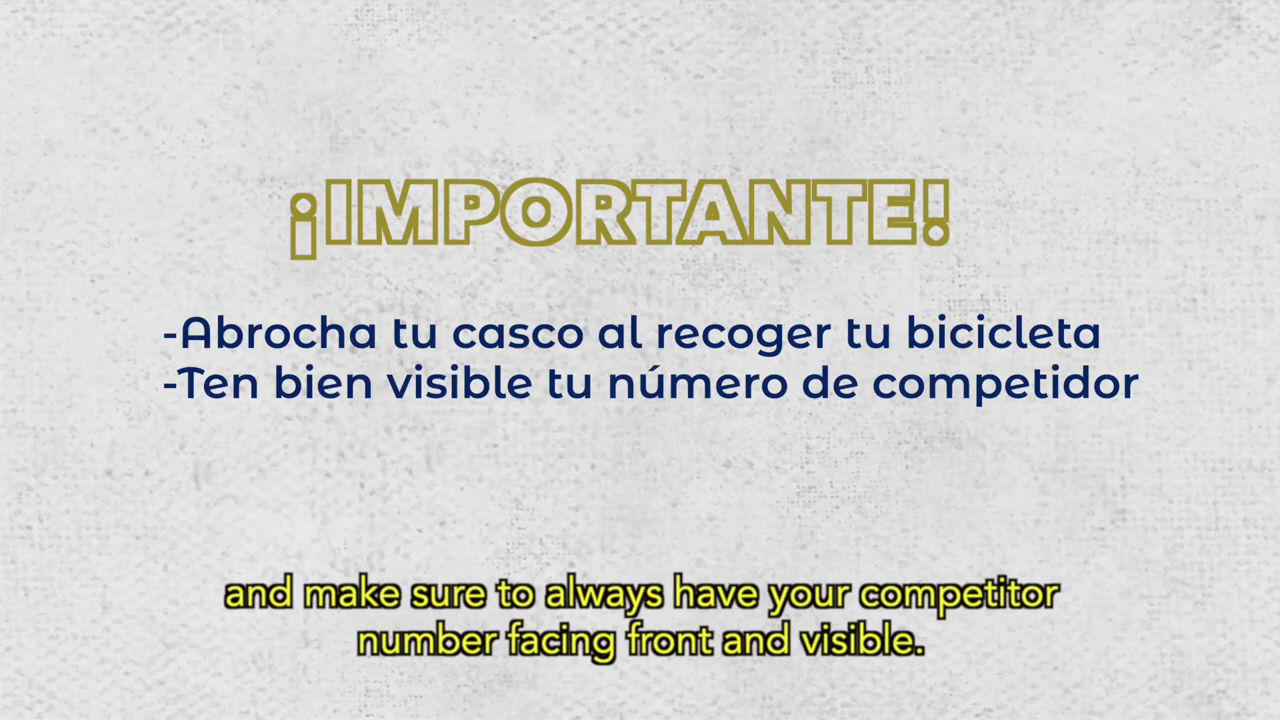 ¡IMPORTANTE!
-Abrocha tu casco al recoger tu bicicleta
-Ten bien visible tu número de competidor
and make sure to always have your competitor
number facing front and visible.